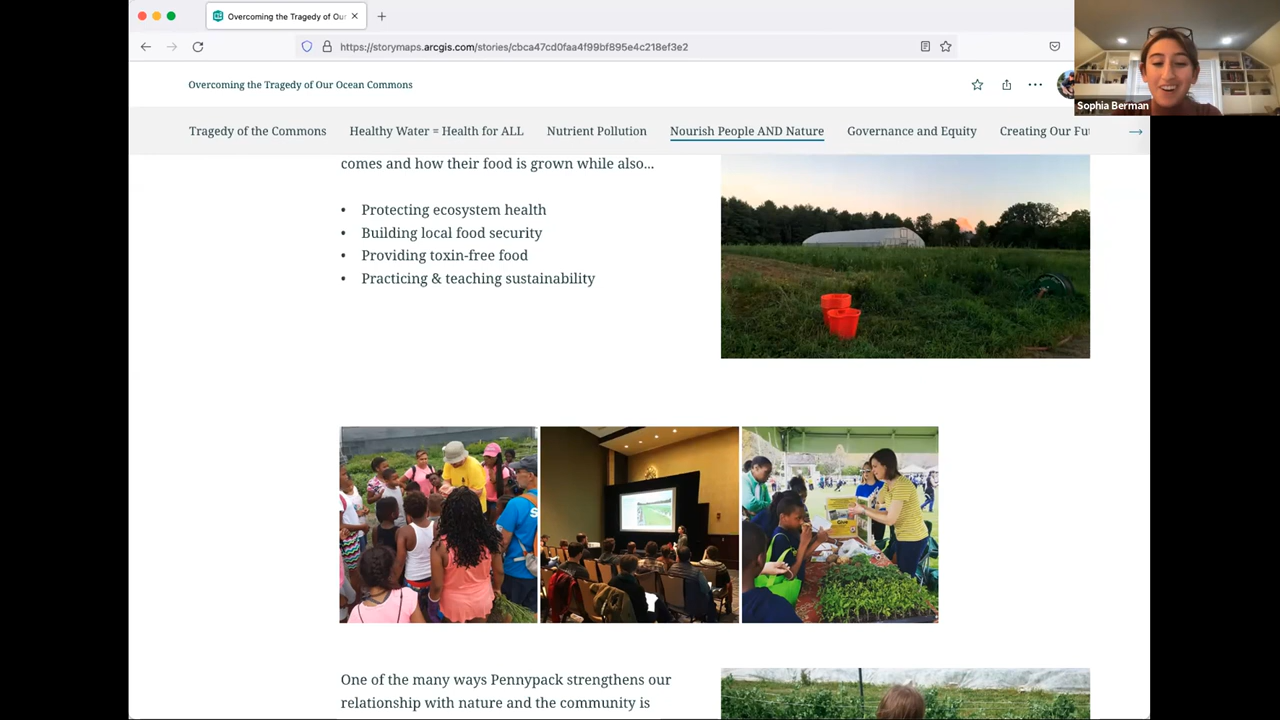 Overcoming the Tragedy of Our
https://storymaps.arcgis.com/stories/cbca47cd0faa4f99bf895e4c218ef3e2
Sophia Berman
Overcoming the Tragedy of Our Ocean Commons
Tragedy of the Commons Healthy Water = Health for ALL Nutrient Pollution Nourish People AND Nature Governance and Equity Creating Our Fu
comes and how their food is grown while also...
• Protecting ecosystem health
• Building local food security
• Providing toxin-free food
• Practicing & teaching sustainability
Give
One of the many ways Pennypack strengthens our
relationship with nature and the community is